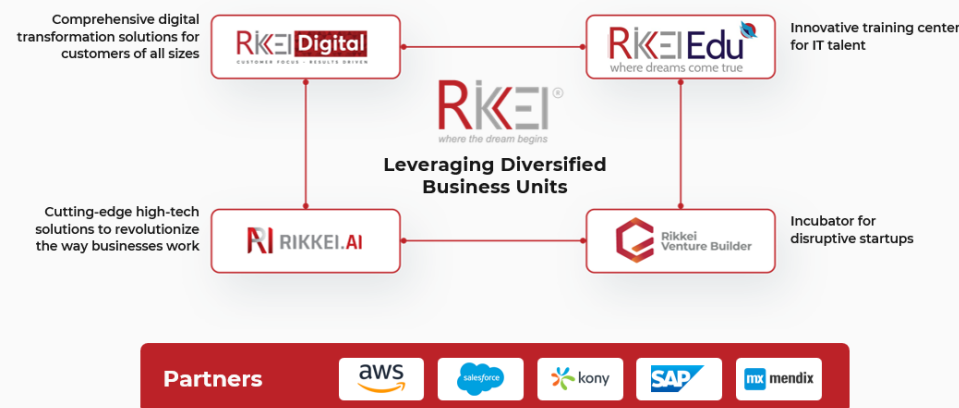 Comprehensive digital
transformation solutions for
customers of all sizes
RIKKEI Digital
CUSTOMER FOCUS - RESULTS DRIVEN
RIKKEI Edu
where dreams come true
Innovative training center
for IT talent
RIKKEI®
where the dream begins
Leveraging Diversified
Business Units
Cutting-edge high-tech
solutions to revolutionize
the way businesses work
RIKKEI.AI
Rikkei
Venture Builder
Incubator for
disruptive startups
Partners
aws
salesforce
kony
SAP
mx mendix